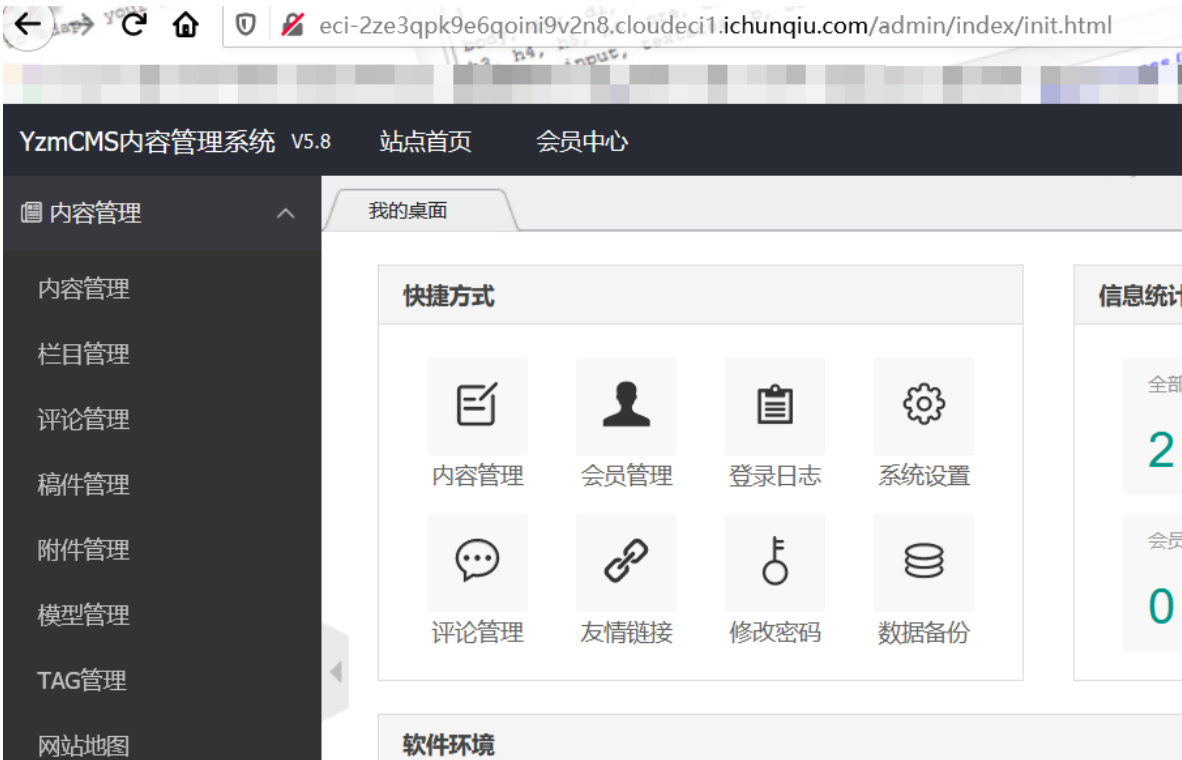 eci-2ze3qpk9e6qoini9v2n8.cloudeci1.ichunqiu.com/admin/index/init.html
YzmCMS内容管理系统 V5.8 站点首页 会员中心
内容管理
我的桌面
内容管理
栏目管理
评论管理
稿件管理
附件管理
模型管理
TAG管理
网站地图
快捷方式
内容管理 会员管理 登录日志 系统设置
评论管理 友情链接 修改密码 数据备份
信息统计
全部
2
会员
0
软件环境